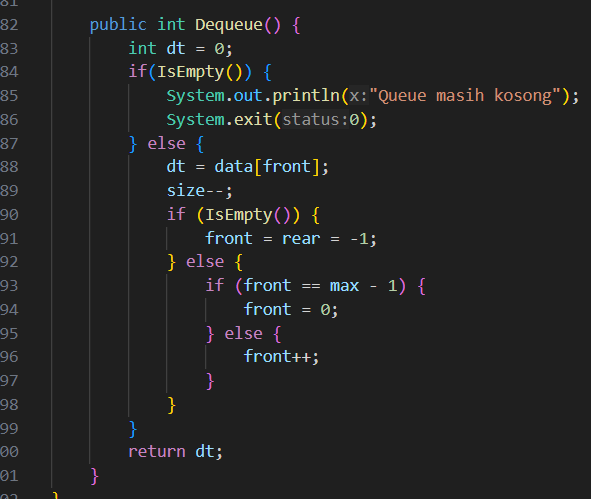 81
82 public int Dequeue() {
83 int dt = 0;
84 if(IsEmpty()) {
85 System.out.println(x:"Queue masih kosong");
86 System.exit(status:0);
87 } else {
88 dt = data[front];
89 size--;
90 if (IsEmpty()) {
91 front = rear = -1;
92 } else {
93 if (front == max - 1) {
94 front = 0;
95 } else {
96 front++;
97 }
98 }
99 }
00 return dt;
01 }
02 }